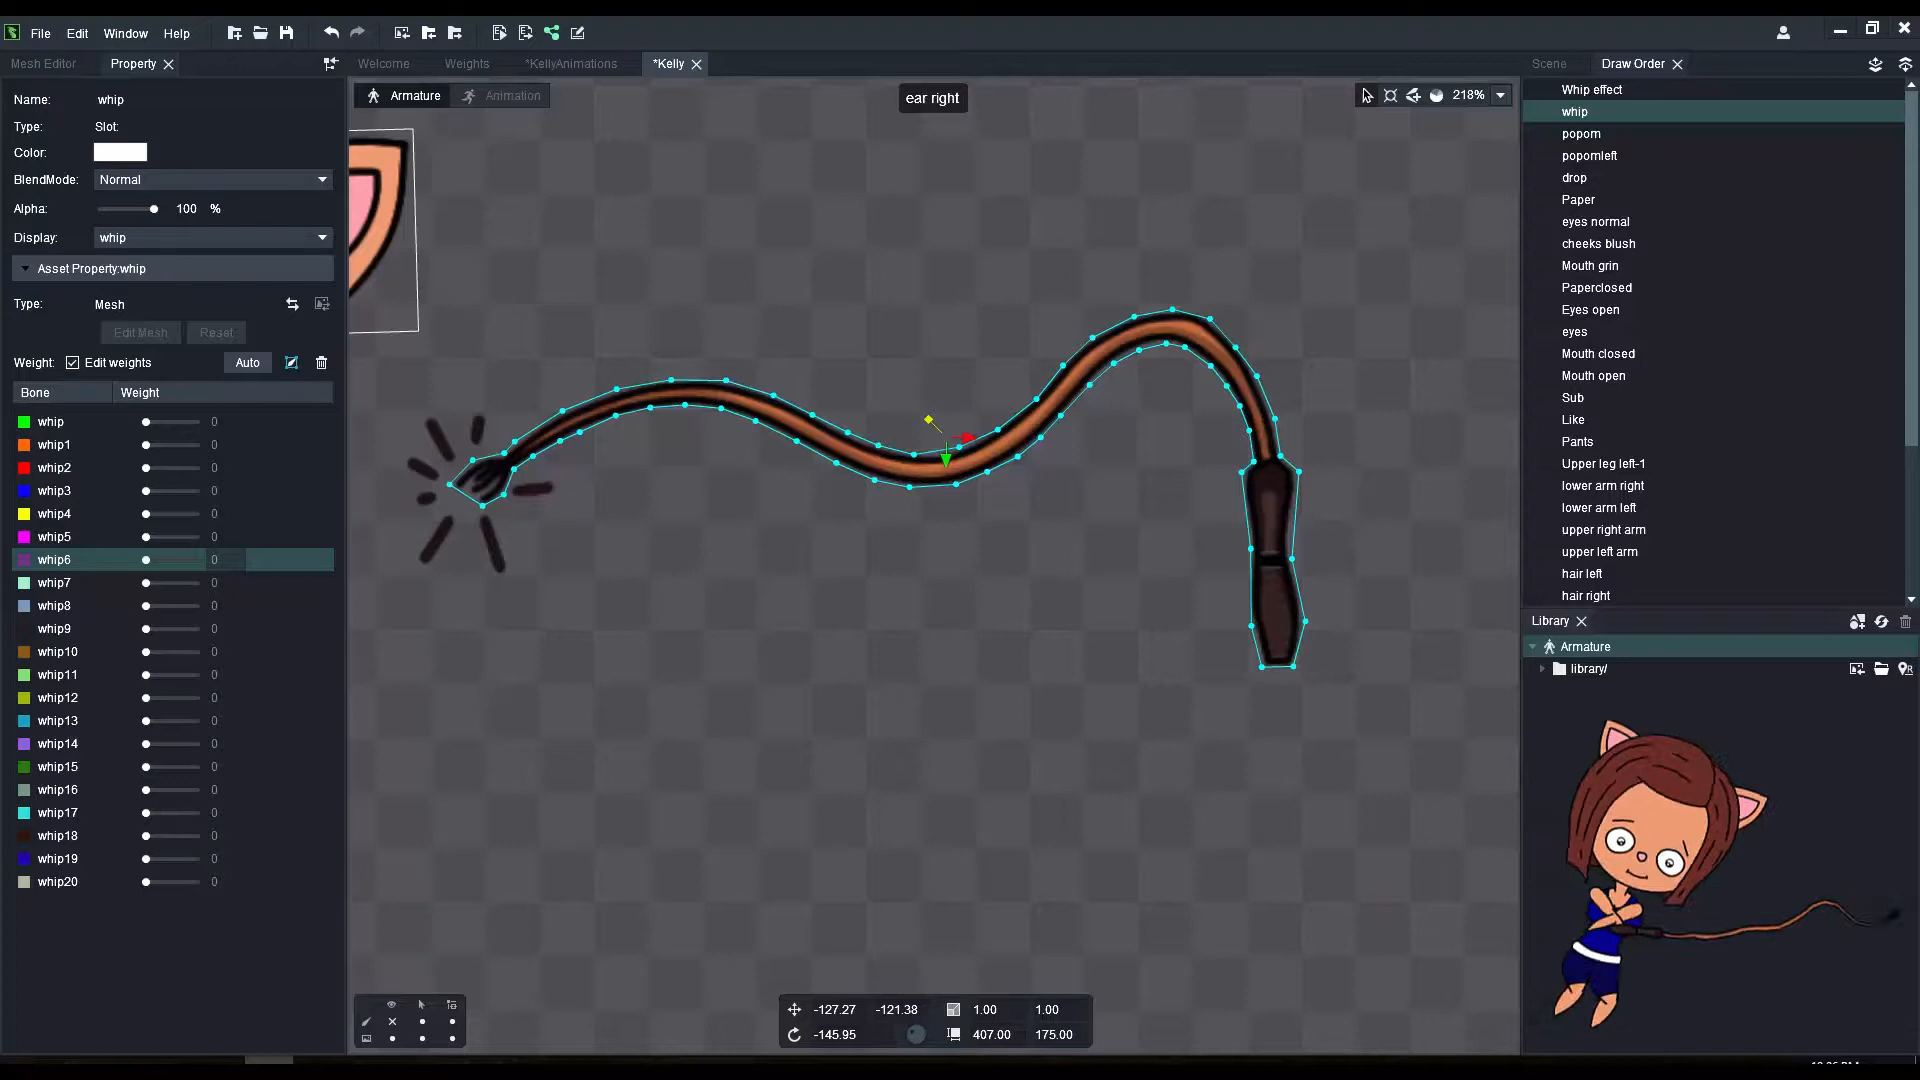 File Edit Window Help
Mesh Editor Property Welcome Weights *KellyAnimations *Kelly Scene Draw Order
Name: whip
Type: Slot:
Color:
BlendMode: Normal
Alpha: 100 %
Display: whip
Asset Property:whip
Type: Mesh
Edit Mesh Reset
Weight: Edit weights Auto
Bone Weight
whip 0
whip1 0
whip2 0
whip3 0
whip4 0
whip5 0
whip6 0
whip7 0
whip8 0
whip9 0
whip10 0
whip11 0
whip12 0
whip13 0
whip14 0
whip15 0
whip16 0
whip17 0
whip18 0
whip19 0
whip20 0
Armature Animation
ear right
218%
-127.27 -121.38 1.00 1.00
-145.95 407.00 175.00
Whip effect
whip
poporn
popornleft
drop
Paper
eyes normal
cheeks blush
Mouth grin
Paperclosed
Eyes open
eyes
Mouth closed
Mouth open
Sub
Like
Pants
Upper leg left-1
lower arm right
lower arm left
upper right arm
upper left arm
hair left
hair right
Library
Armature
library/